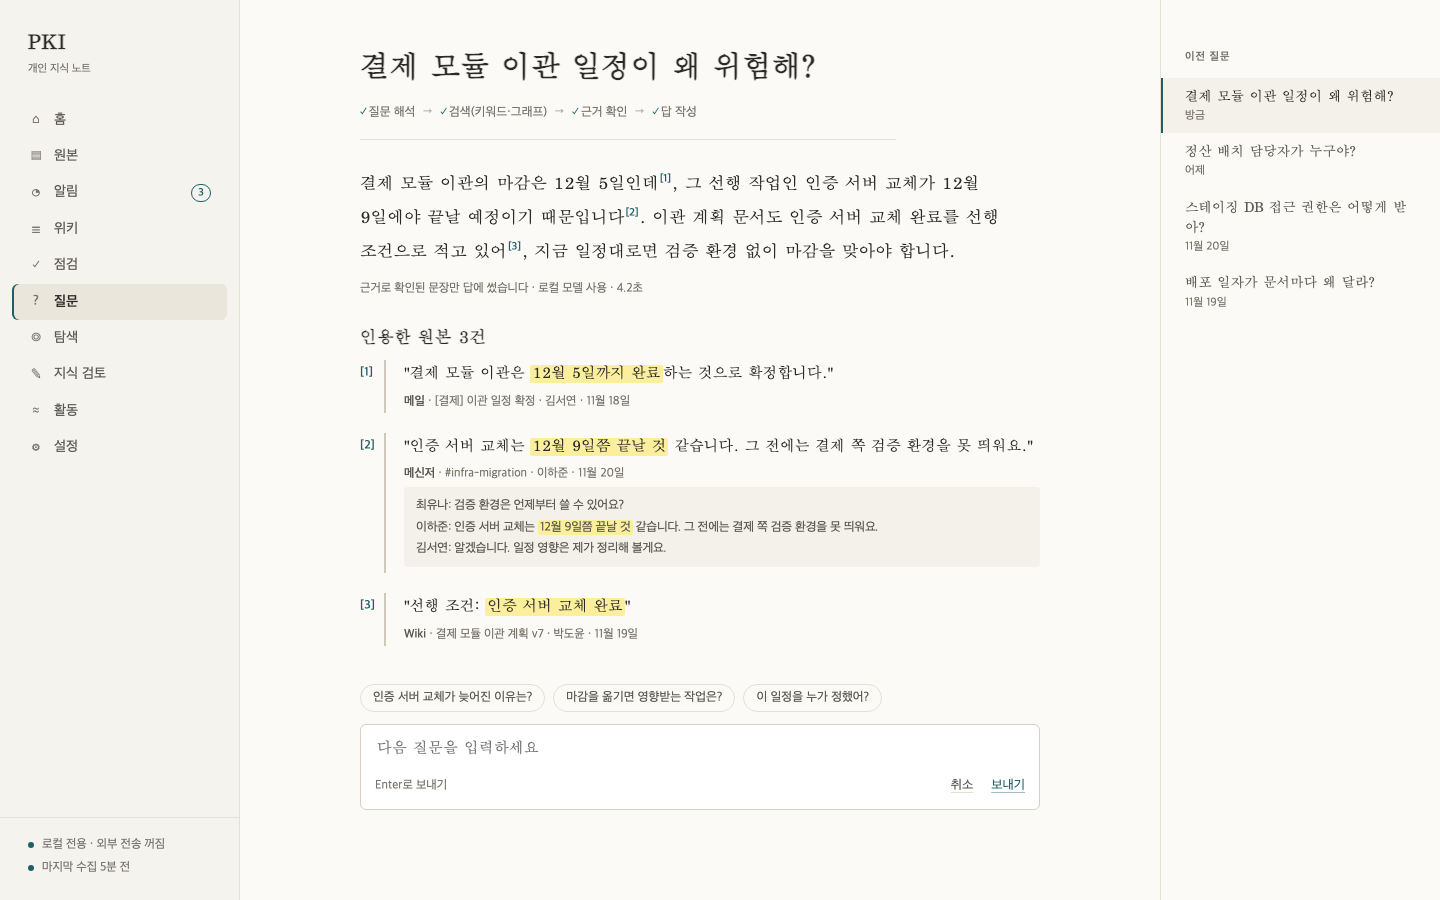 PKI
개인 지식 노트
⌂ 홈
▤ 원본
◔ 알림 3
≡ 위키
✓ 점검
? 질문
◎ 탐색
✎ 지식 검토
≈ 활동
⚙ 설정
로컬 전용 · 외부 전송 꺼짐
마지막 수집 5분 전
결제 모듈 이관 일정이 왜 위험해?
✓질문 해석 → ✓검색(키워드·그래프) → ✓근거 확인 → ✓답 작성
결제 모듈 이관의 마감은 12월 5일인데[1], 그 선행 작업인 인증 서버 교체가 12월
9일에야 끝날 예정이기 때문입니다[2]. 이관 계획 문서도 인증 서버 교체 완료를 선행
조건으로 적고 있어[3], 지금 일정대로면 검증 환경 없이 마감을 맞아야 합니다.
근거로 확인된 문장만 답에 썼습니다 · 로컬 모델 사용 · 4.2초
인용한 원본 3건
[1] "결제 모듈 이관은 12월 5일까지 완료하는 것으로 확정합니다."
메일 · [결제] 이관 일정 확정 · 김서연 · 11월 18일
[2] "인증 서버 교체는 12월 9일쯤 끝날 것 같습니다. 그 전에는 결제 쪽 검증 환경을 못 띄워요."
메신저 · #infra-migration · 이하준 · 11월 20일
최유나: 검증 환경은 언제부터 쓸 수 있어요?
이하준: 인증 서버 교체는 12월 9일쯤 끝날 것 같습니다. 그 전에는 결제 쪽 검증 환경을 못 띄워요.
김서연: 알겠습니다. 일정 영향은 제가 정리해 볼게요.
[3] "선행 조건: 인증 서버 교체 완료"
Wiki · 결제 모듈 이관 계획 v7 · 박도윤 · 11월 19일
인증 서버 교체가 늦어진 이유는? 마감을 옮기면 영향받는 작업은? 이 일정을 누가 정했어?
다음 질문을 입력하세요
Enter로 보내기 취소 보내기
이전 질문
결제 모듈 이관 일정이 왜 위험해?
방금
정산 배치 담당자가 누구야?
어제
스테이징 DB 접근 권한은 어떻게 받
아?
11월 20일
배포 일자가 문서마다 왜 달라?
11월 19일